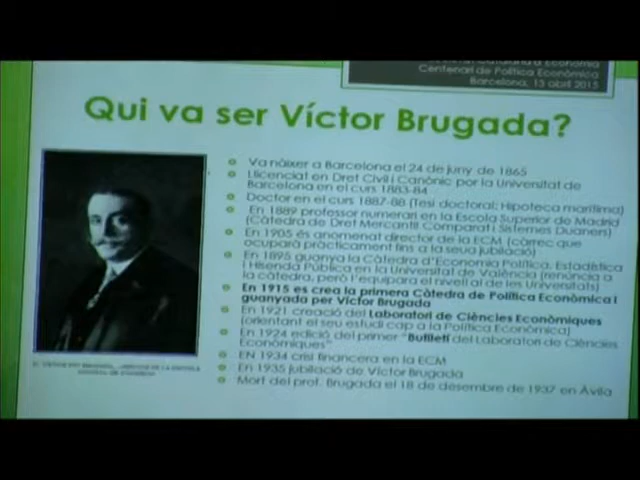 Catalana d'Economia
Centenari de Política Econòmica
Barcelona, 13 abril 2015
Qui va ser Víctor Brugada?
Va nàixer a Barcelona el 24 de juny de 1865
Llicenciat en Dret Civil i Canònic por la Universitat de
Barcelona en el curs 1883-84
Doctor en el curs 1887-88 (Tesi doctoral: Hipoteca marítima)
En 1889 professor numerari en la Escola Superior de Madrid
(Càtedra de Dret Mercantil Comparat i Sistemes Duaners)
En 1905 és anomenat director de la ECM (càrrec que
ocuparà pràcticament fins a la seua jubilació)
En 1895 guanya la Càtedra d'Economia Política, Estadística
i Hisenda Pública en la Universitat de València (renúncia a
la càtedra, però l'equipara el nivell al de les Universitats)
En 1915 es crea la primera Càtedra de Política Econòmica i
guanyada per Víctor Brugada
En 1921 creació del Laboratori de Ciències Econòmiques
(orientant el seu estudi cap a la Política Econòmica)
En 1924 edició del primer "Butlletí del Laboratori de Ciències
Econòmiques"
EN 1934 crisi financera en la ECM
En 1935 jubilació de Víctor Brugada
Mort del prof. Brugada el 18 de desembre de 1937 en Àvila